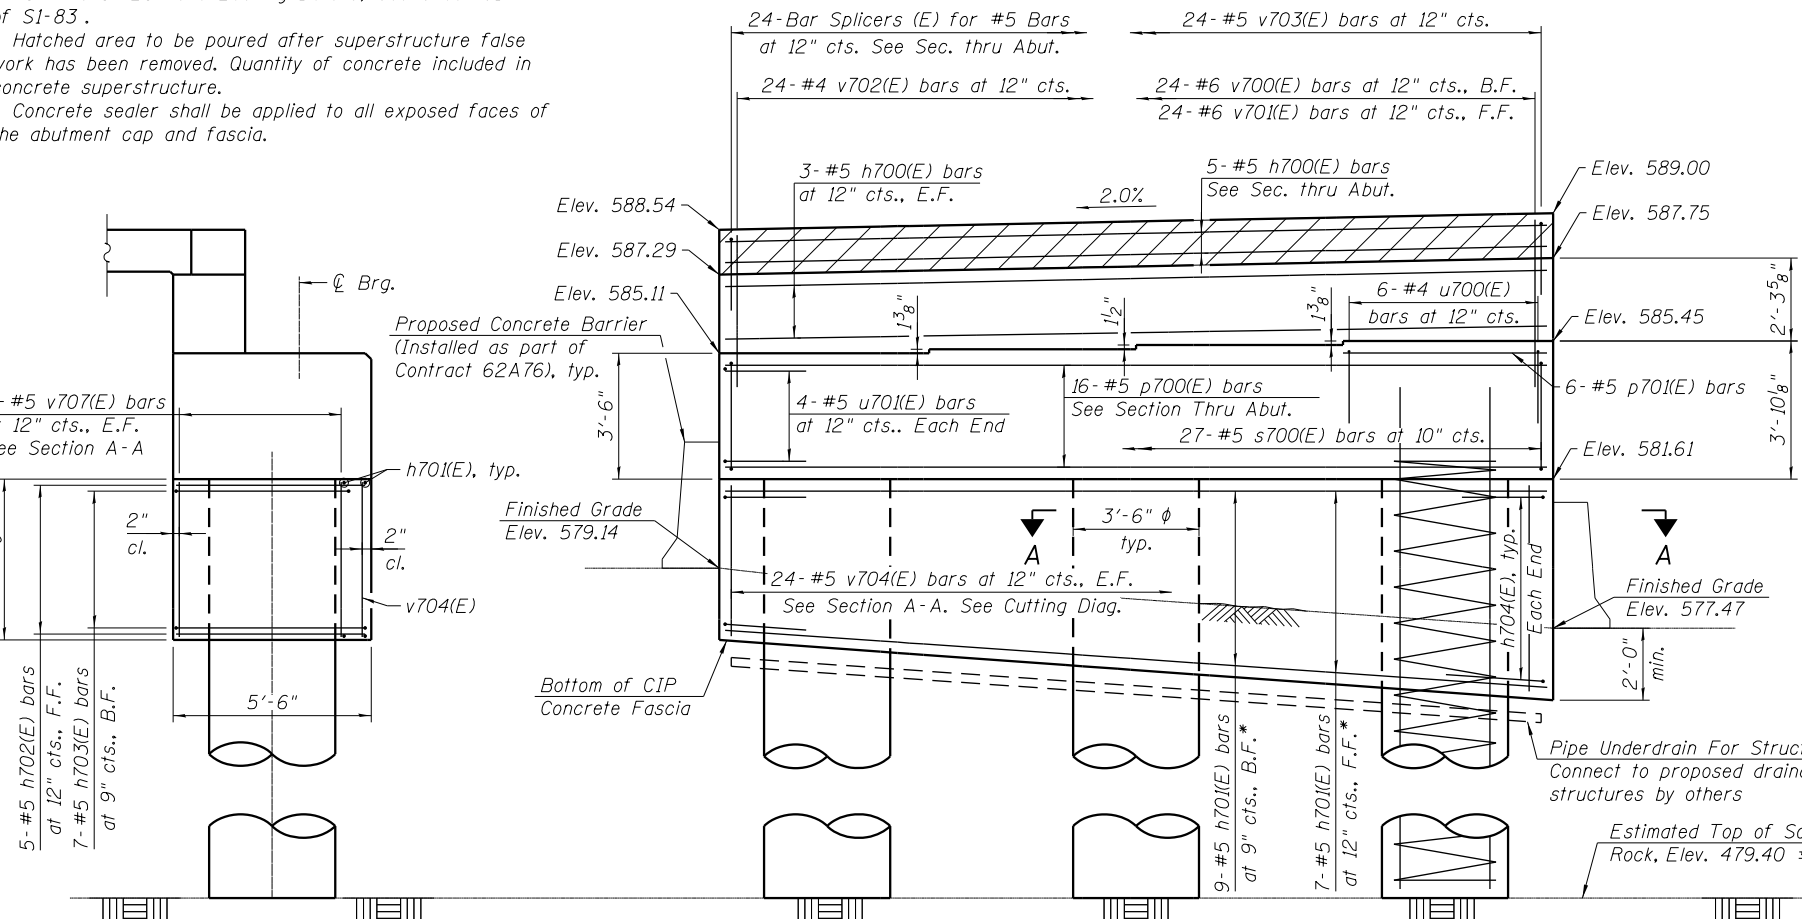 of S1-83.
Hatched area to be poured after superstructure false
work has been removed. Quantity of concrete included in
concrete superstructure.
Concrete sealer shall be applied to all exposed faces of
the abutment cap and fascia.
24-Bar Splicers (E) for #5 Bars
at 12" cts. See Sec. thru Abut.
24-#5 v703(E) bars at 12" cts.
24-#4 v702(E) bars at 12" cts.
24-#6 v700(E) bars at 12" cts., B.F.
24-#6 v701(E) bars at 12" cts., F.F.
3-#5 h700(E) bars
at 12" cts., E.F.
5-#5 h700(E) bars
See Sec. thru Abut.
2.0%
Elev. 588.54
Elev. 587.29
Elev. 585.11
Elev. 589.00
Elev. 587.75
Elev. 585.45
Elev. 581.61
℄ Brg.
Proposed Concrete Barrier
(Installed as part of
Contract 62A76), typ.
1 3/8"
1 1/2"
1 3/8"
6-#4 u700(E)
bars at 12" cts.
2'-3 5/8"
3'-10 1/8"
3'-6"
#5 v707(E) bars
12" cts., E.F.
See Section A-A
4-#5 u701(E) bars
at 12" cts.. Each End
16-#5 p700(E) bars
See Section Thru Abut.
6-#5 p701(E) bars
27-#5 s700(E) bars at 10" cts.
h701(E), typ.
2"
cl.
2"
cl.
v704(E)
Finished Grade
Elev. 579.14
A
3'-6" ϕ
typ.
A
24-#5 v704(E) bars at 12" cts., E.F.
See Section A-A. See Cutting Diag.
h704(E), typ.
Each End
Finished Grade
Elev. 577.47
2'-0"
min.
5'-6"
Bottom of CIP
Concrete Fascia
5-#5 h702(E) bars
at 12" cts., F.F.
7-#5 h703(E) bars
at 9" cts., B.F.
9-#5 h701(E) bars
at 9" cts., B.F.*
7-#5 h701(E) bars
at 12" cts., F.F.*
Pipe Underdrain For
Connect to proposed
structures by others
Estimated Top of
Rock, Elev. 479.40